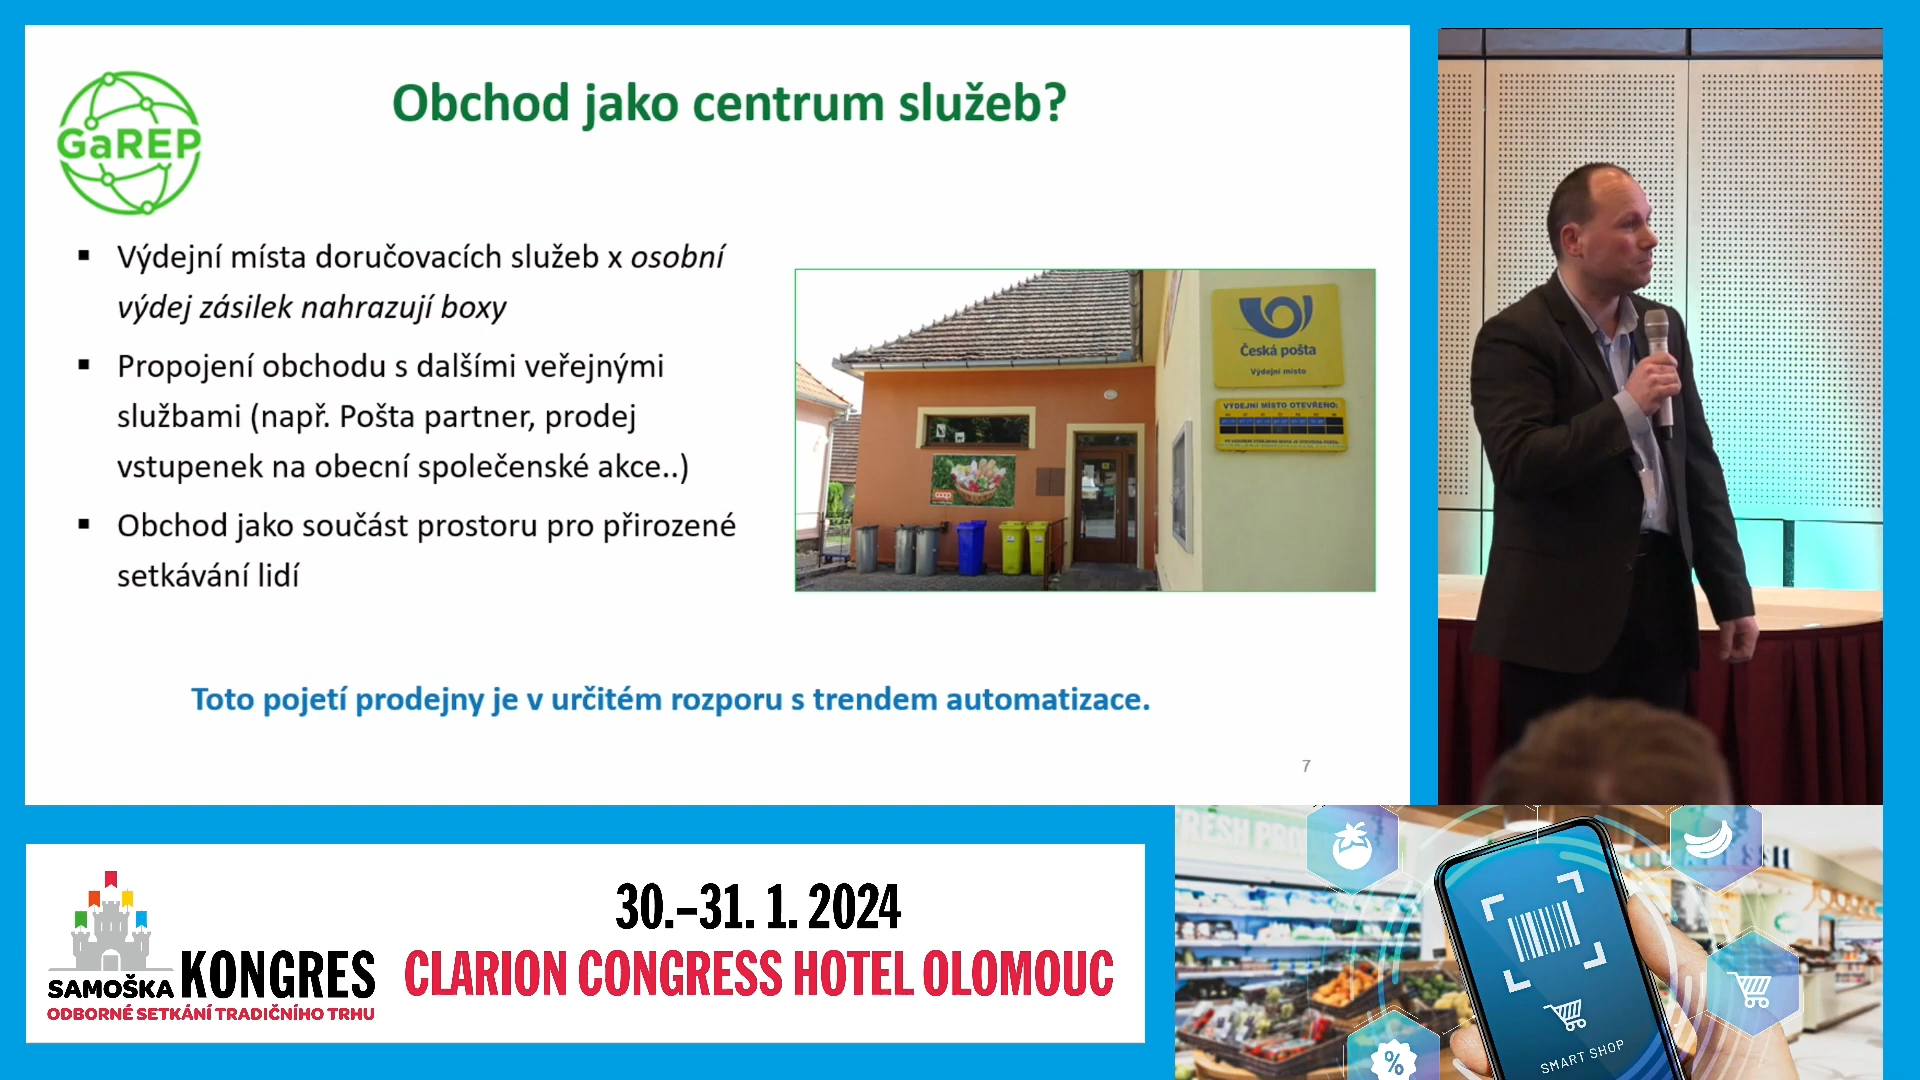 GaREP
Obchod jako centrum služeb?
▪ Výdejní místa doručovacích služeb x osobní
výdej zásilek nahrazují boxy
▪ Propojení obchodu s dalšími veřejnými
službami (např. Pošta partner, prodej
vstupenek na obecní společenské akce..)
▪ Obchod jako součást prostoru pro přirozené
setkávání lidí
Česká pošta
Výdejní místo
VÝDEJNÍ MÍSTO OTEVŘENO:
coop
Toto pojetí prodejny je v určitém rozporu s trendem automatizace.
7
SAMOŠKA KONGRES
ODBORNÉ SETKÁNÍ TRADIČNÍHO TRHU
30.–31. 1. 2024
CLARION CONGRESS HOTEL OLOMOUC
FRESH PRO
%
SMART SHOP